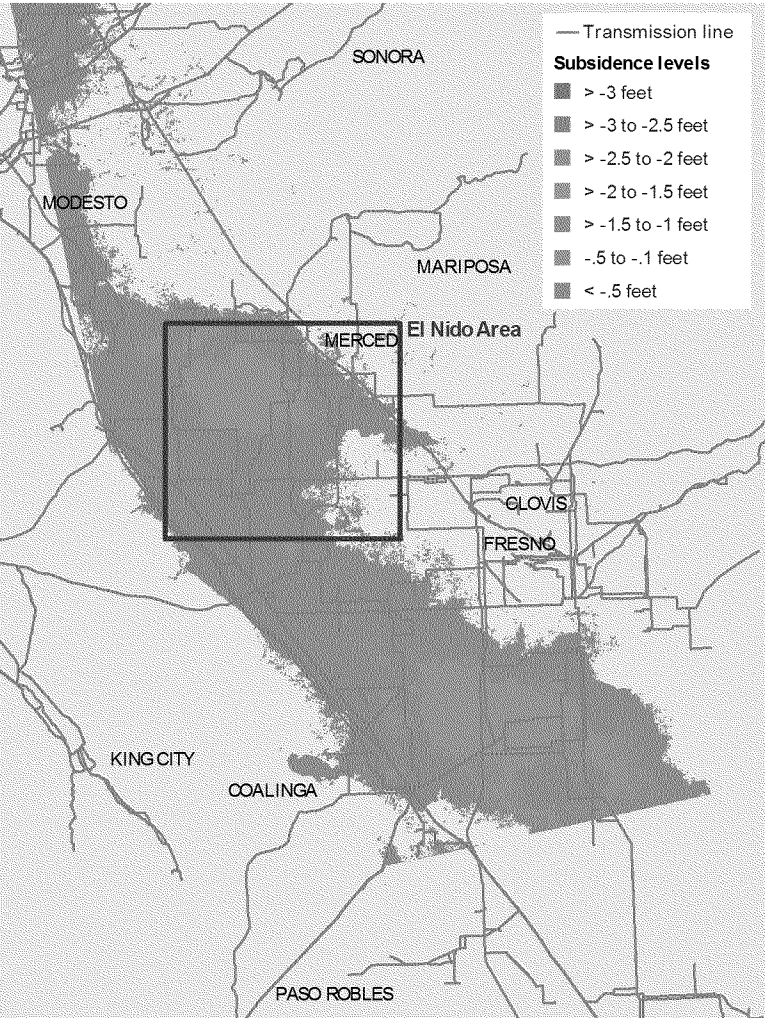 Transmission line
SONORA
Subsidence levels
> -3 feet
> -3 to -2.5 feet
> -2.5 to -2 feet
> -2 to -1.5 feet
> -1.5 to -1 feet
-.5 to -.1 feet
< -.5 feet
MODESTO
MARIPOSA
El Nido Area
MERCED
CLOVIS
FRESNO
KING CITY
COALINGA
PASO ROBLES